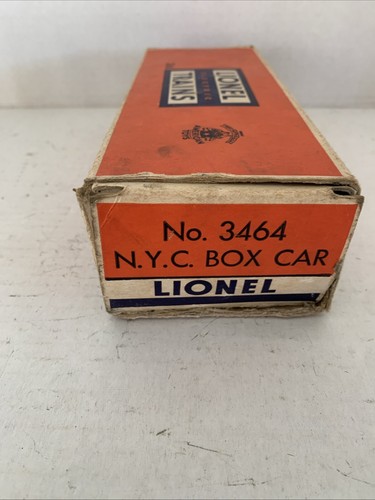 LIONEL
TRAINS
No. 3464
N.Y.C. BOX CAR
LIONEL